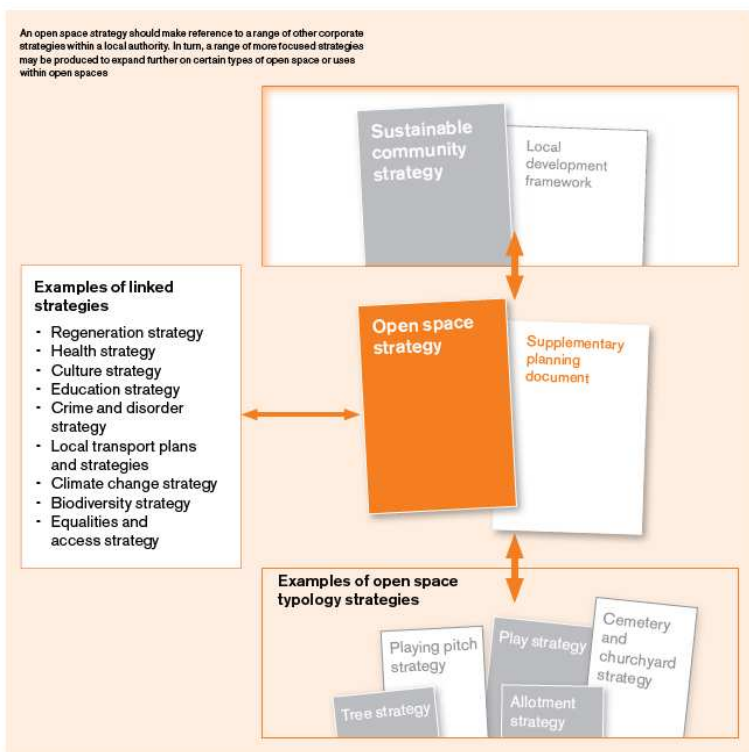 An open space strategy should make reference to a range of other corporate
strategies within a local authority. In turn, a range of more focused strategies
may be produced to expand further on certain types of open space or uses
within open spaces
Sustainable
community
strategy
Local
development
framework
Examples of linked
strategies
- Regeneration strategy
- Health strategy
- Culture strategy
- Education strategy
- Crime and disorder
strategy
- Local transport plans
and strategies
- Climate change strategy
- Biodiversity strategy
- Equalities and
access strategy
Open space
strategy
Supplementary
planning
document
Examples of open space
typology strategies
Playing pitch
strategy
Play strategy
Cemetery
and
churchyard
strategy
Tree strategy
Allotment
strategy